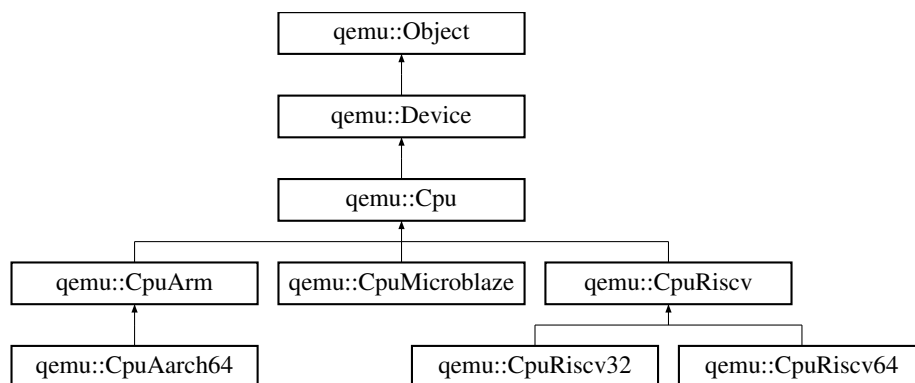 qemu::Object
qemu::Device
qemu::Cpu
qemu::CpuArm
qemu::CpuMicroblaze
qemu::CpuRiscv
qemu::CpuAarch64
qemu::CpuRiscv32
qemu::CpuRiscv64